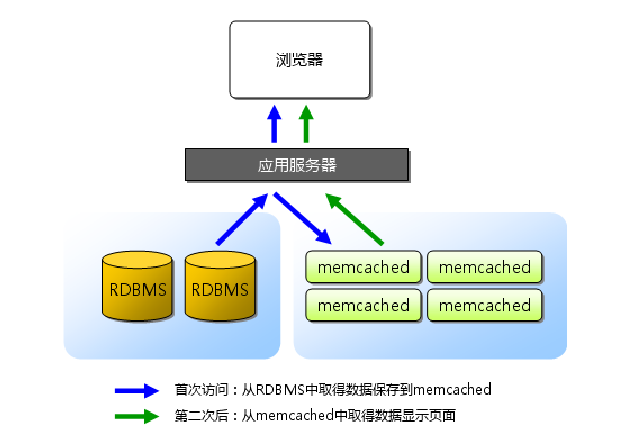 浏览器
应用服务器
RDBMS RDBMS
memcached memcached
memcached memcached
首次访问：从RDBMS中取得数据保存到memcached
第二次后：从memcached中取得数据显示页面